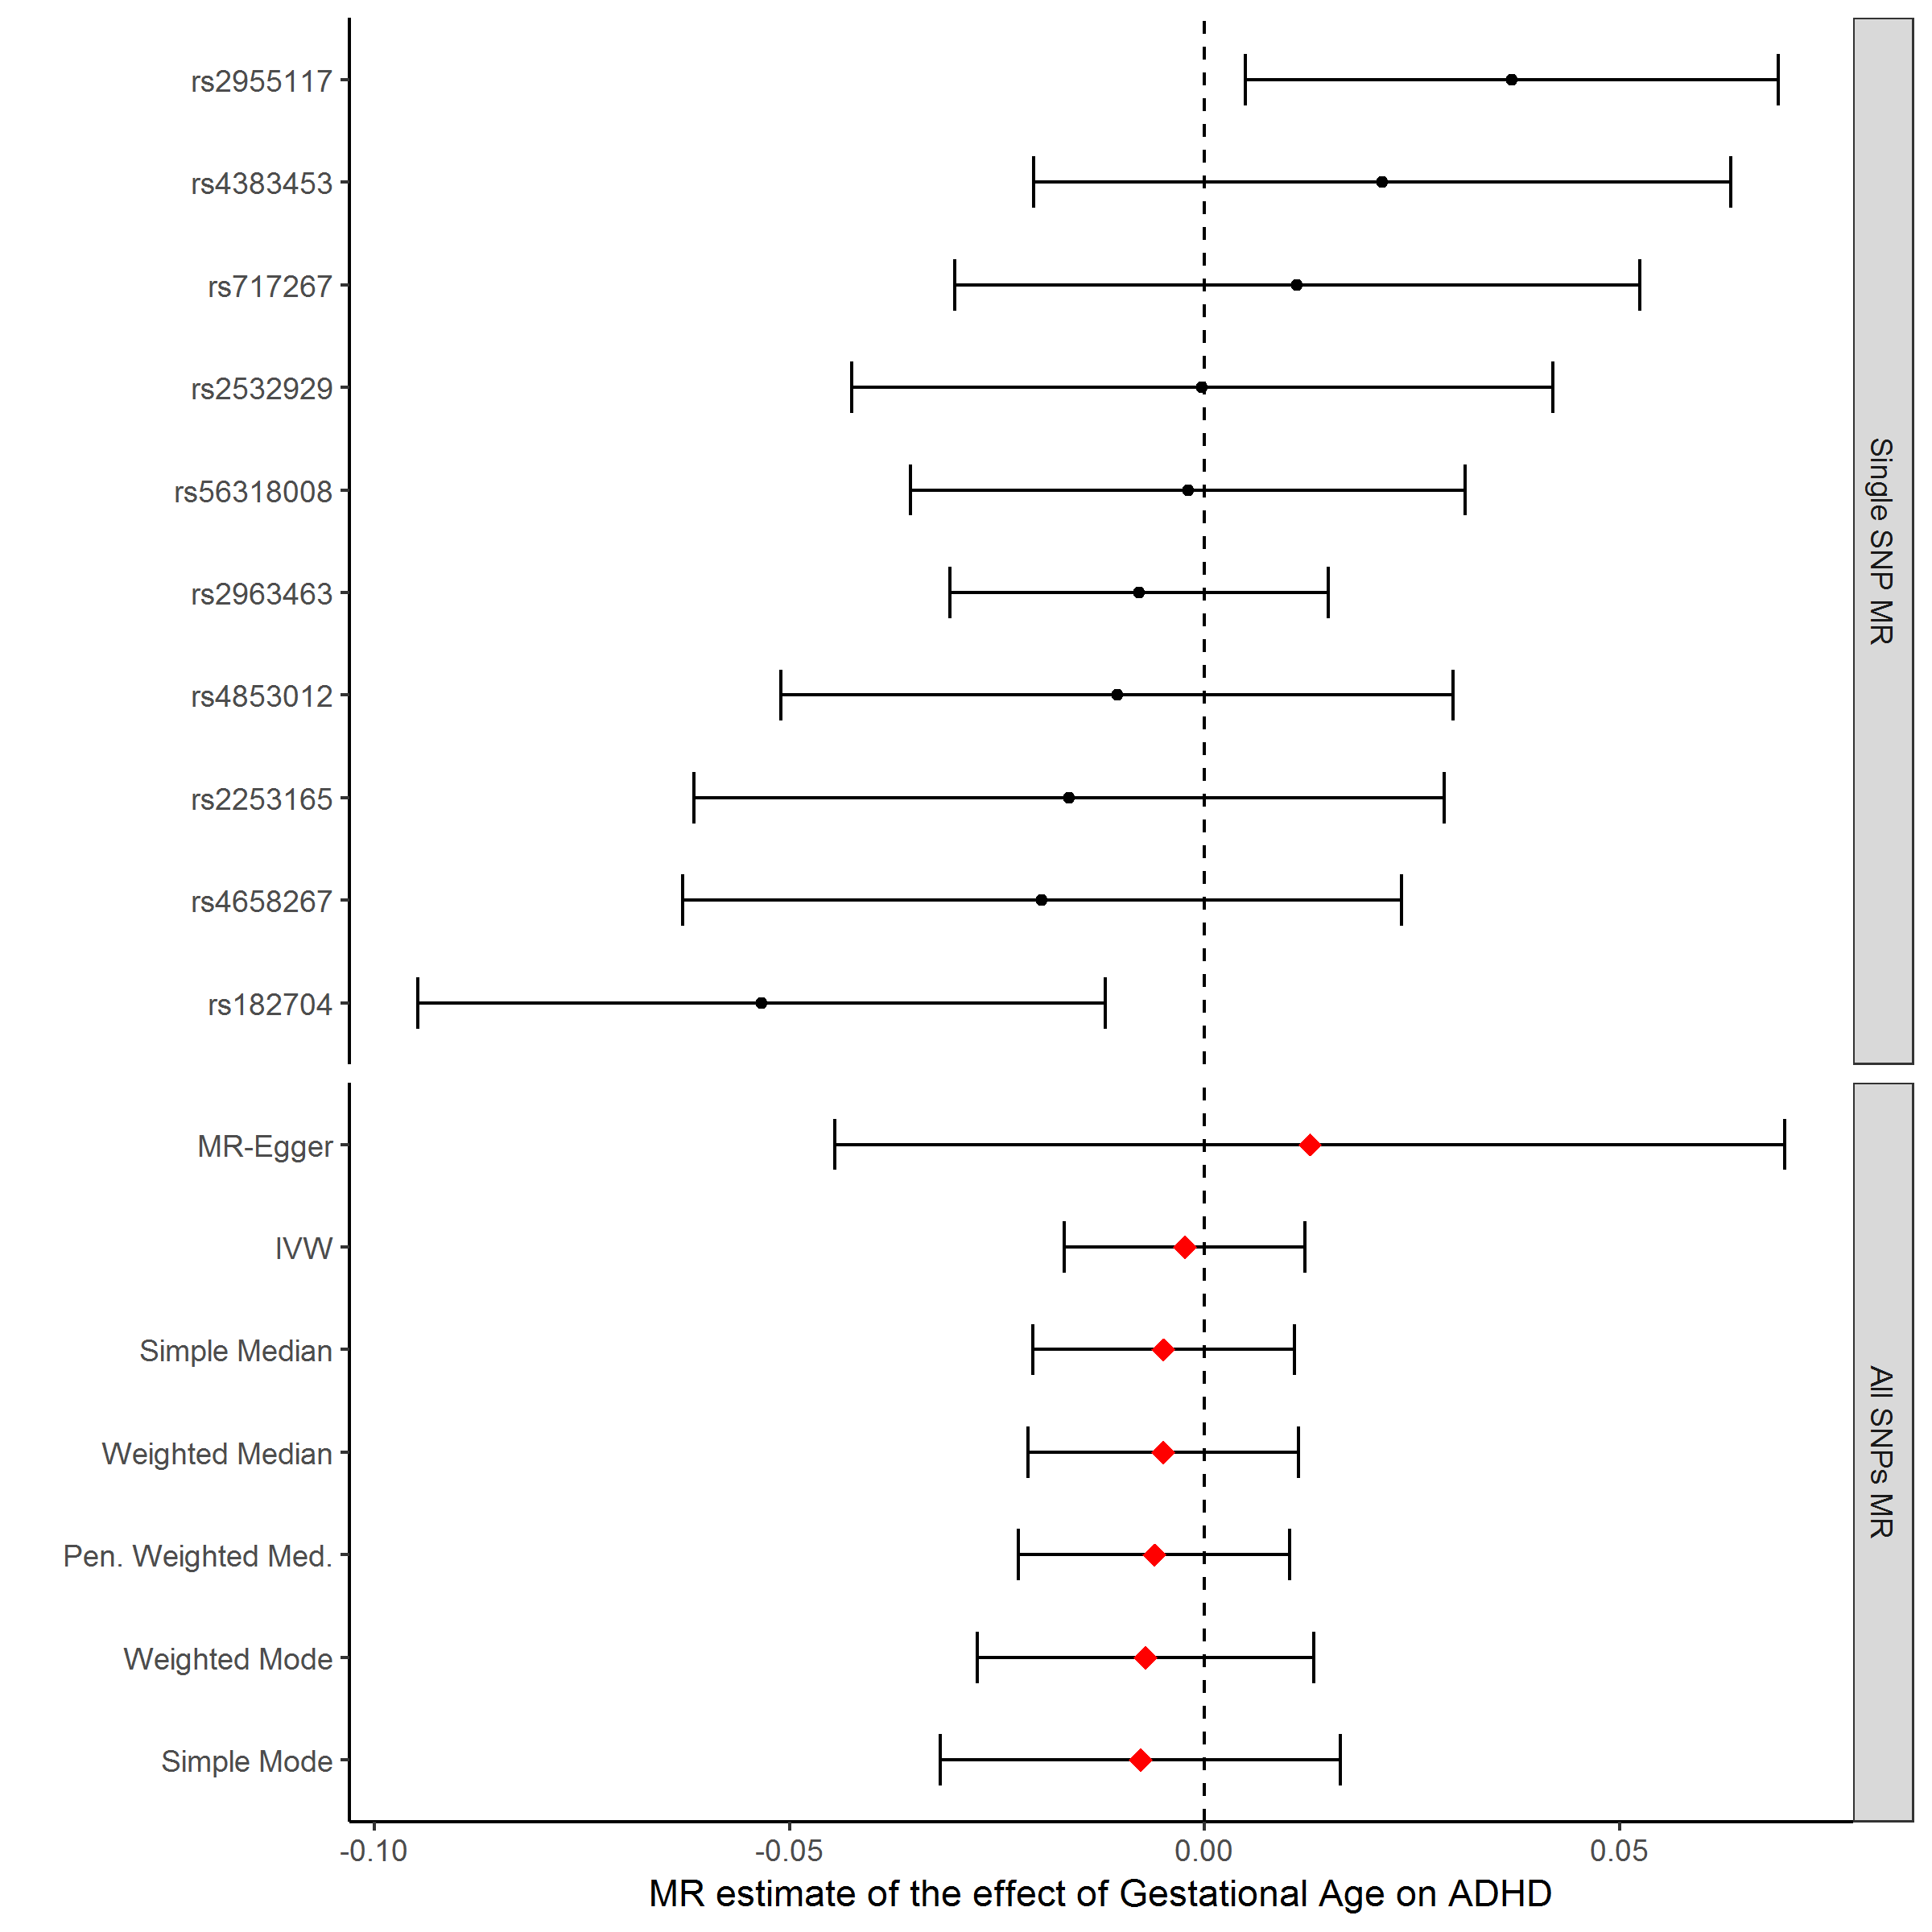 rs2955117
rs4383453
rs717267
rs2532929
rs56318008
rs2963463
rs4853012
rs2253165
rs4658267
rs182704
Single SNP MR
MR-Egger
IVW
Simple Median
Weighted Median
Pen. Weighted Med.
Weighted Mode
Simple Mode
All SNPs MR
-0.10 -0.05 0.00 0.05
MR estimate of the effect of Gestational Age on ADHD